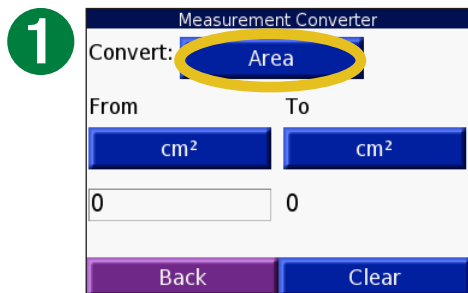 1
Measurement Converter
Convert: Area
From To
cm² cm²
0 0
Back Clear